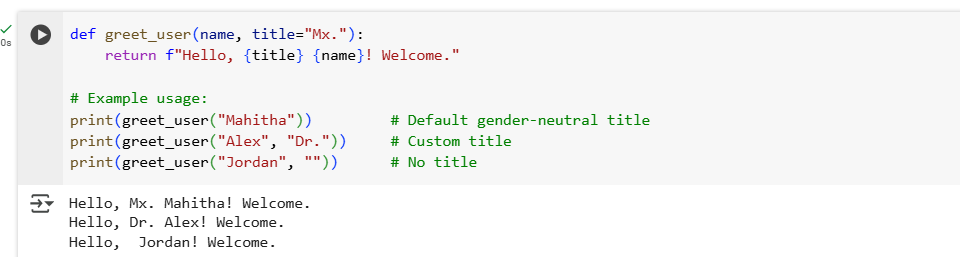 0s
def greet_user(name, title="Mx."):
    return f"Hello, {title} {name}! Welcome."

# Example usage:
print(greet_user("Mahitha"))         # Default gender-neutral title
print(greet_user("Alex", "Dr."))     # Custom title
print(greet_user("Jordan", ""))      # No title
Hello, Mx. Mahitha! Welcome.
Hello, Dr. Alex! Welcome.
Hello,  Jordan! Welcome.